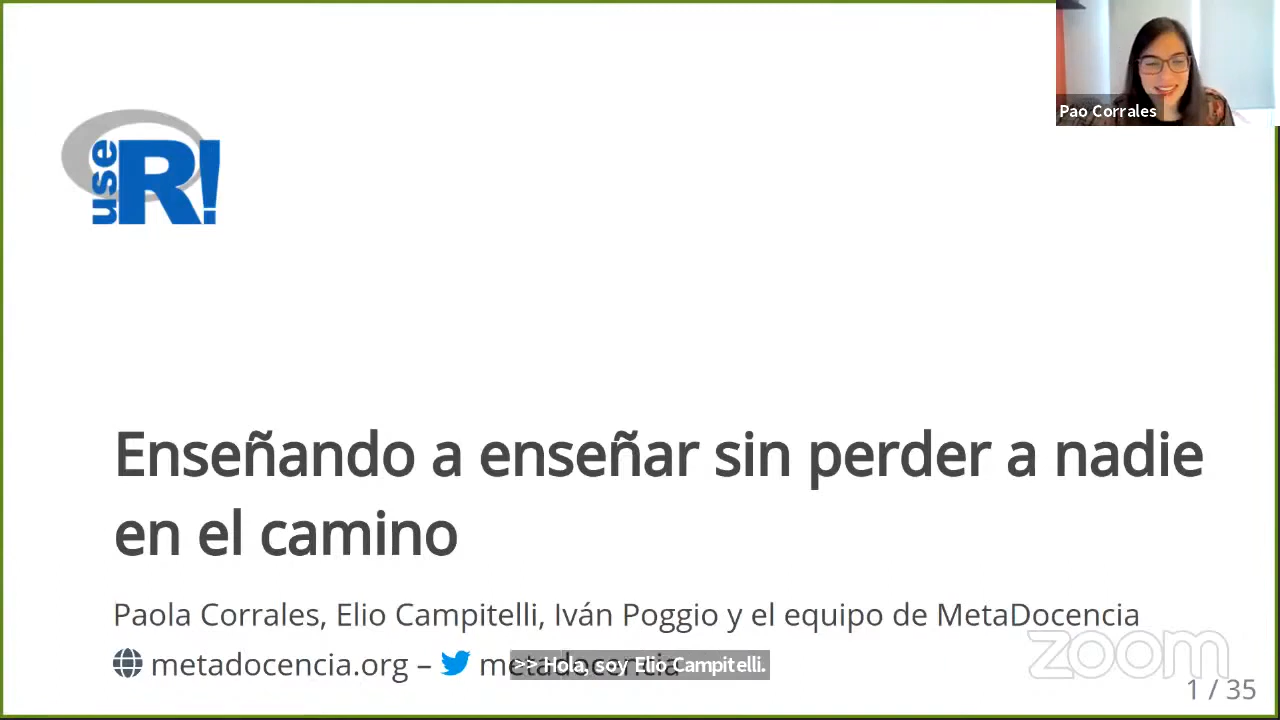 Pao Corrales
useR!
Enseñando a enseñar sin perder a nadie
en el camino
Paola Corrales, Elio Campitelli, Iván Poggio y el equipo de MetaDocencia
metadocencia.org – metadocencia
>> Hola, soy Elio Campitelli.
zoom
1 / 35